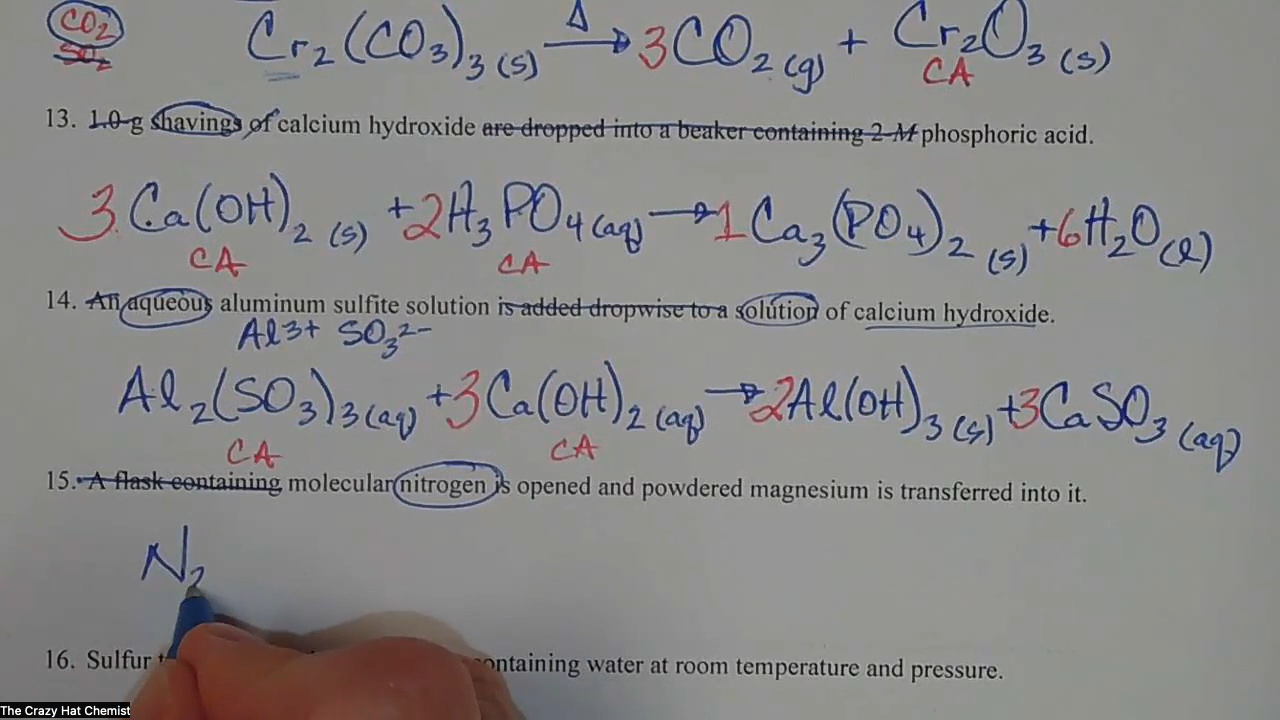 CO2
SO2
Cr2(CO3)3(s) Δ→ 3CO2(g) + Cr2O3(s)
CA
13. 1.0 g shavings of calcium hydroxide are dropped into a beaker containing 2 M phosphoric acid.
3Ca(OH)2(s) + 2H3PO4(aq) → 1Ca3(PO4)2(s) + 6H2O(l)
CA CA
14. An aqueous aluminum sulfite solution is added dropwise to a solution of calcium hydroxide.
Al3+ SO3 2-
Al2(SO3)3(aq) + 3Ca(OH)2(aq) → 2Al(OH)3(s) + 3CaSO3(aq)
CA CA
15. A flask containing molecular nitrogen is opened and powdered magnesium is transferred into it.
N2
16. Sulfur containing water at room temperature and pressure.
The Crazy Hat Chemist